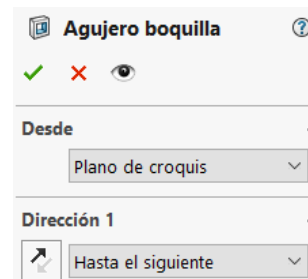 Agujero boquilla
Desde
Plano de croquis
Dirección 1
Hasta el siguiente